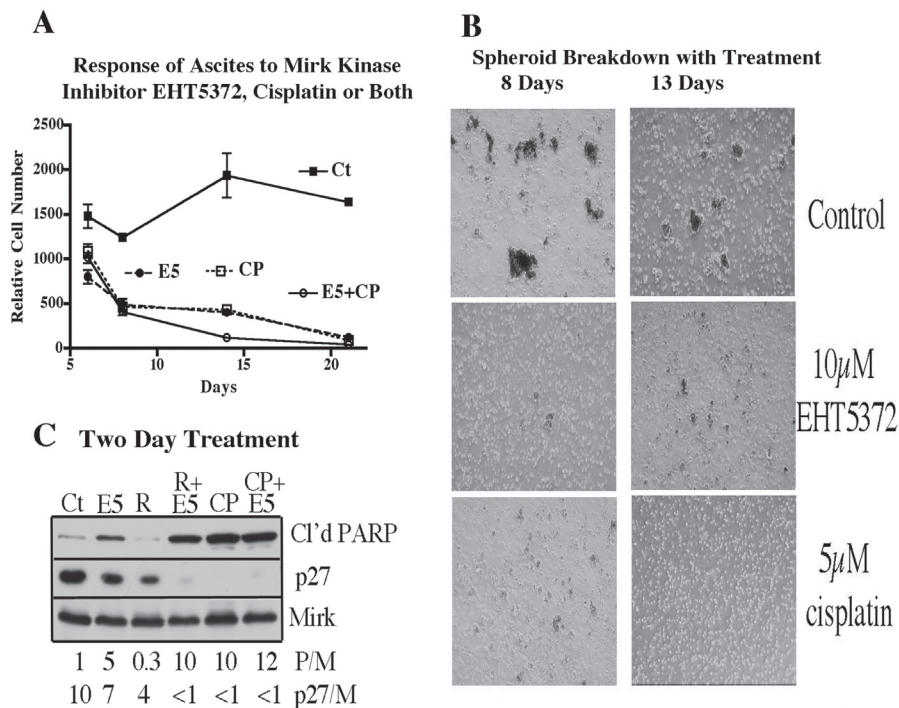 A
Response of Ascites to Mirk Kinase
Inhibitor EHT5372, Cisplatin or Both
Relative Cell Number
2500
2000
1500
1000
500
0
5
10
15
20
Days
Ct
E5
CP
E5+CP
B
Spheroid Breakdown with Treatment
8 Days
13 Days
Control
10µM
EHT5372
5µM
cisplatin
C
Two Day Treatment
Ct E5 R R+E5 CP CP+E5
Cl'd PARP
p27
Mirk
1 5 0.3 10 10 12 P/M
10 7 4 <1 <1 <1 p27/M